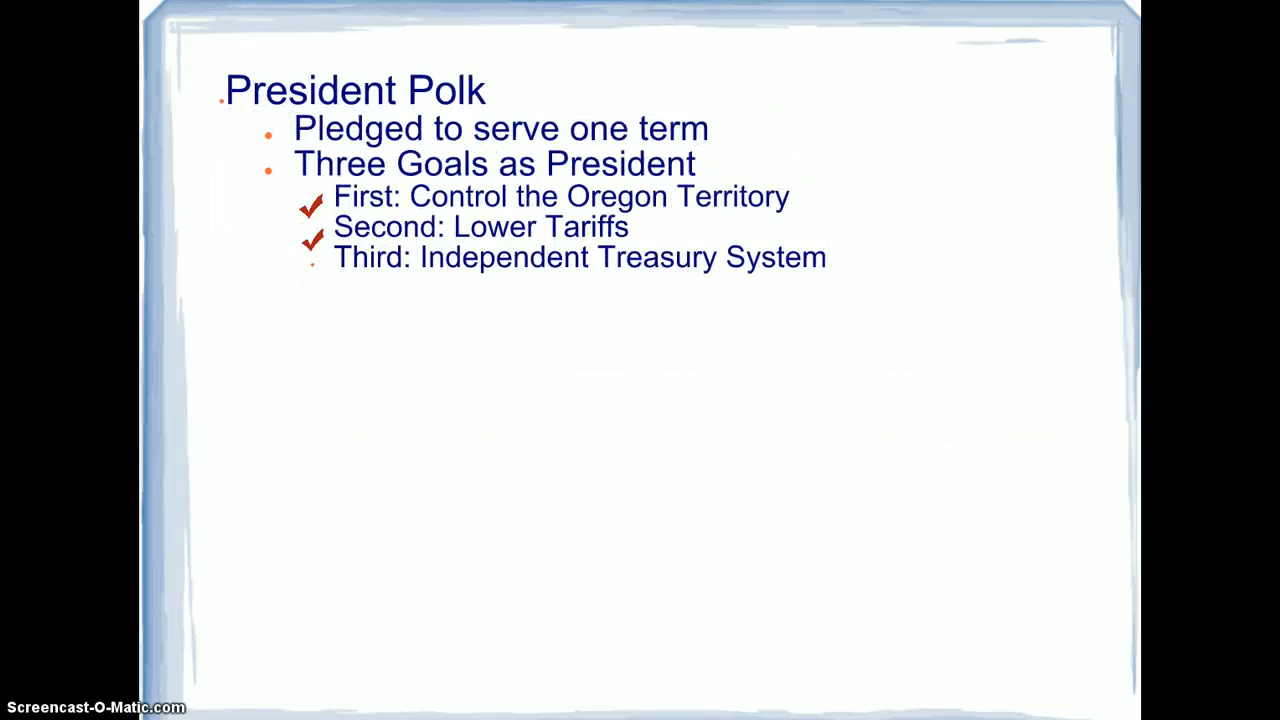 President Polk
Pledged to serve one term
Three Goals as President
First: Control the Oregon Territory
Second: Lower Tariffs
Third: Independent Treasury System
Screencast-O-Matic.com